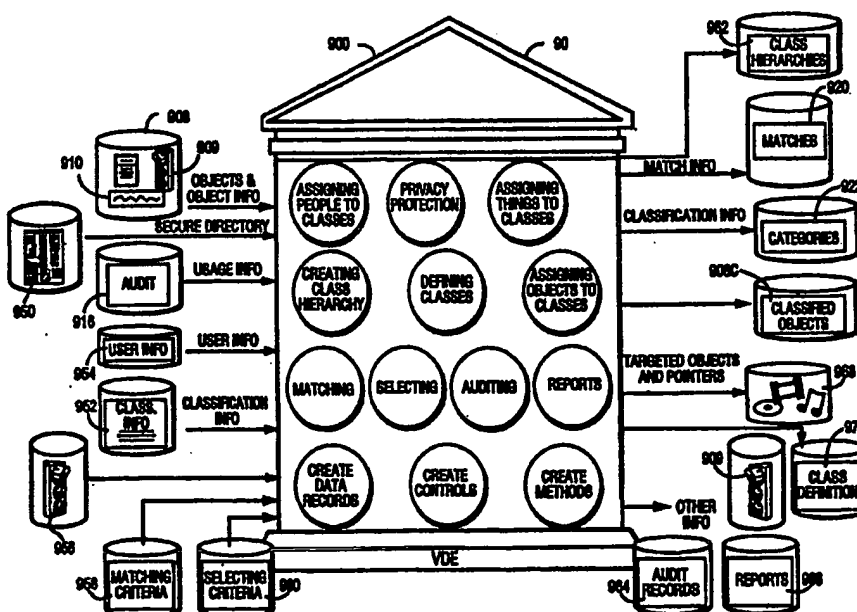 900
90
962
CLASS
HIERARCHIES
920
MATCHES
MATCH INFO
908
909
910
OBJECTS &
OBJECT INFO
SECURE DIRECTORY
950
AUDIT
916
USAGE INFO
USER INFO
954
USER INFO
952
CLASS.
INFO
CLASSIFICATION
INFO
MATCHING
CRITERIA
SELECTING
CRITERIA
ASSIGNING
PEOPLE TO
CLASSES
PRIVACY
PROTECTION
ASSIGNING
THINGS TO
CLASSES
CREATING
CLASS
HIERARCHY
DEFINING
CLASSES
ASSIGNING
OBJECTS TO
CLASSES
MATCHING
SELECTING
AUDITING
REPORTS
CREATE
DATA
RECORDS
CREATE
CONTROLS
CREATE
METHODS
VDE
CLASSIFICATION INFO
CATEGORIES
CLASSIFIED
OBJECTS
TARGETED OBJECTS
AND POINTERS
909
CLASS
DEFINITION
OTHER
INFO
AUDIT
RECORDS
REPORTS